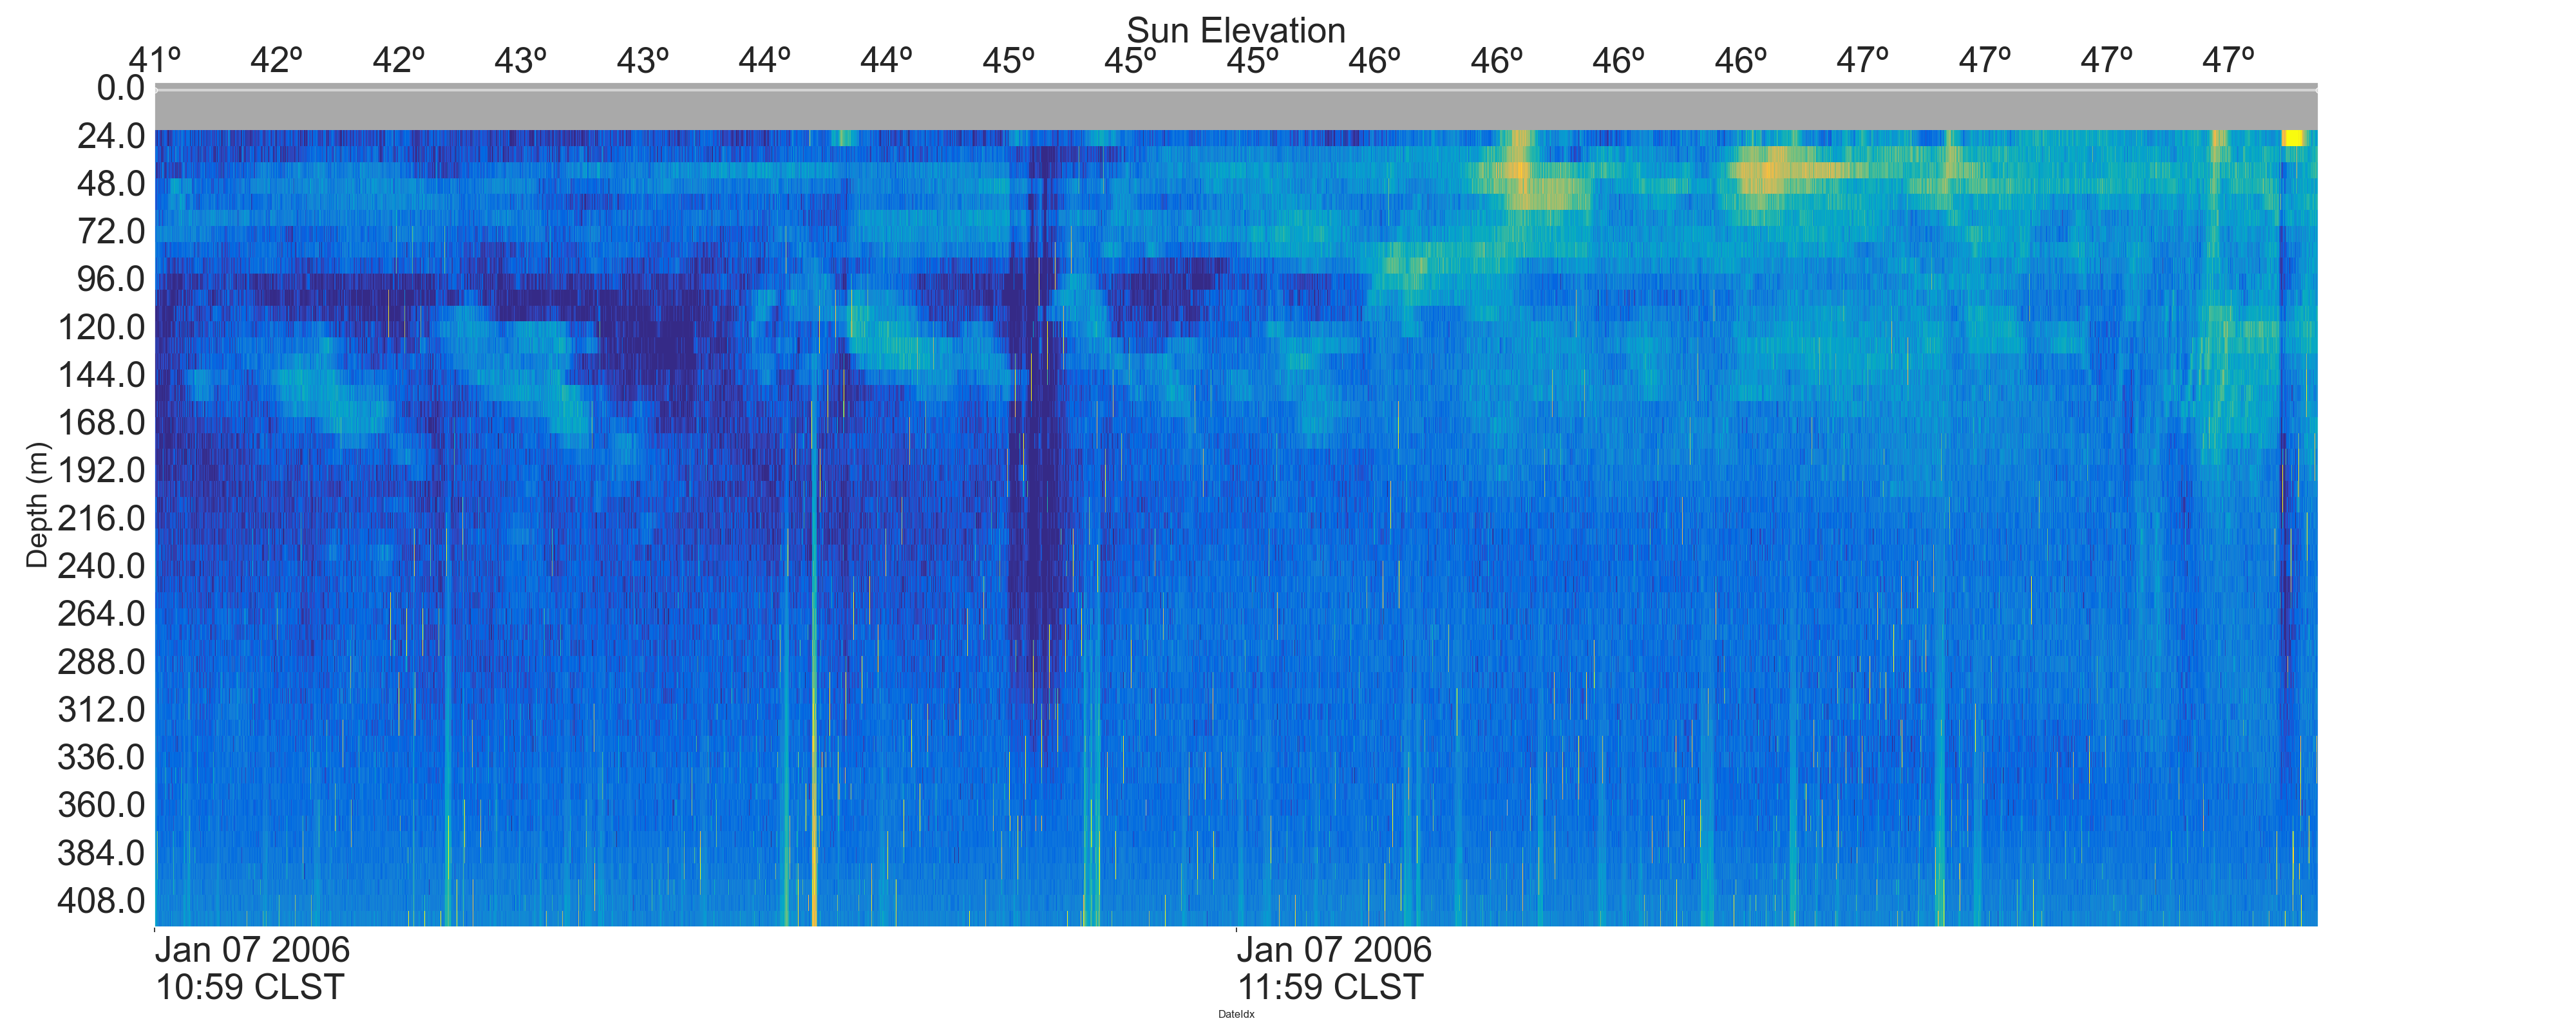 Sun Elevation
41º 42º 42º 43º 43º 44º 44º 45º 45º 45º 46º 46º 46º 46º 47º 47º 47º 47º
0.0
24.0
48.0
72.0
96.0
120.0
144.0
168.0
192.0
216.0
240.0
264.0
288.0
312.0
336.0
360.0
384.0
408.0
Depth (m)
Jan 07 2006
10:59 CLST
Jan 07 2006
11:59 CLST
DateIdx